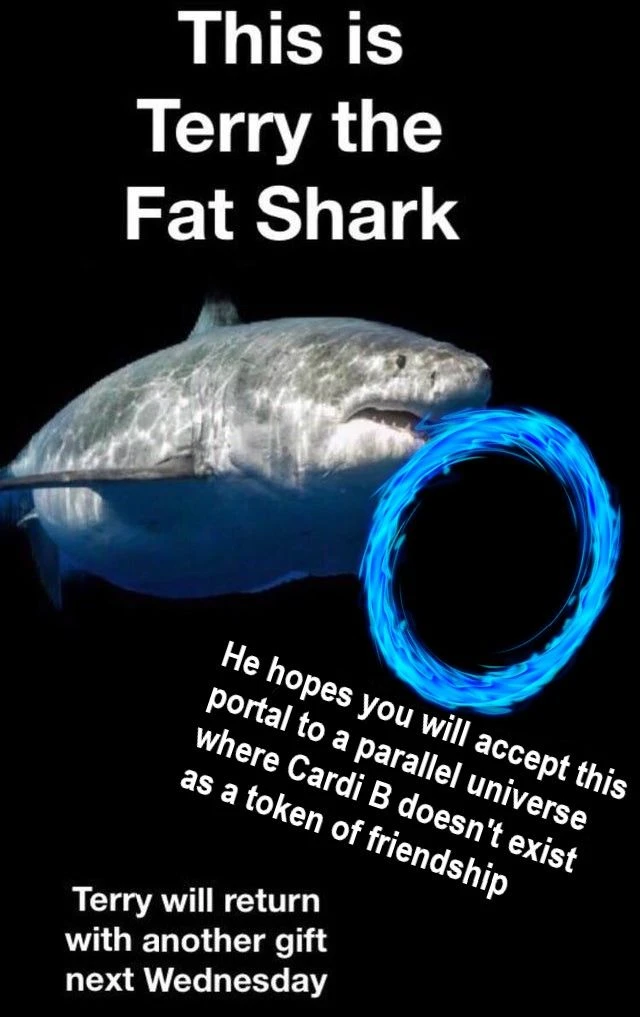 This is
Terry the
Fat Shark
He hopes you will accept this
portal to a parallel universe
where Cardi B doesn't exist
as a token of friendship
Terry will return
with another gift
next Wednesday